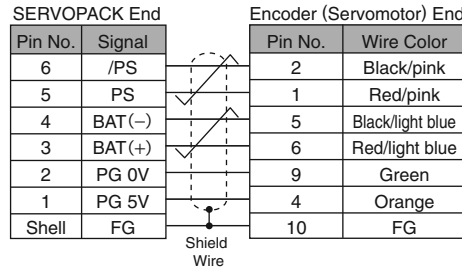 SERVOPACK End Encoder (Servomotor) End
Pin No. Signal Pin No. Wire Color
6 /PS 2 Black/pink
5 PS 1 Red/pink
4 BAT(−) 5 Black/light blue
3 BAT(+) 6 Red/light blue
2 PG 0V 9 Green
1 PG 5V 4 Orange
Shell FG 10 FG
Shield
Wire